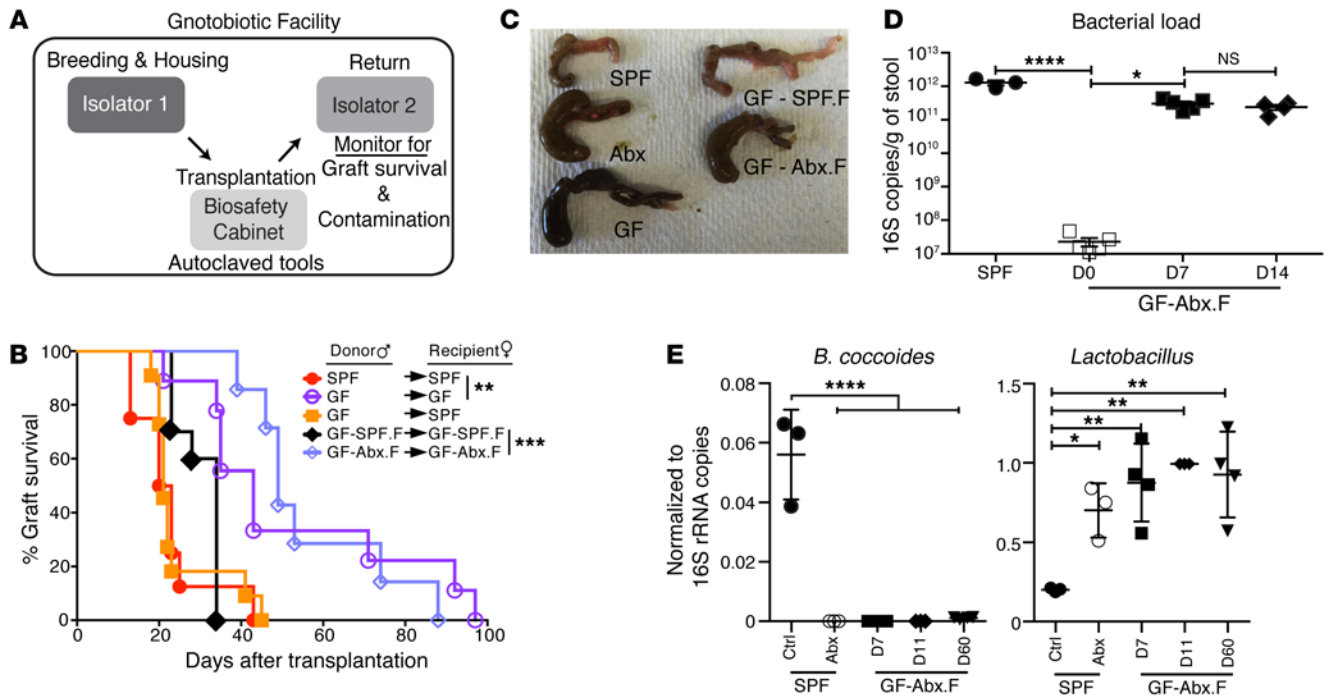 A
Gnotobiotic Facility
Breeding & Housing
Isolator 1
Return
Isolator 2
Monitor for
Graft survival
&
Contamination
Transplantation
Biosafety
Cabinet
Autoclaved tools
B
% Graft survival
100
80
60
40
20
0
0 20 40 60 80 100
Days after transplantation
Donor♂ Recipient♀
SPF SPF
GF GF
**
GF SPF
GF-SPF.F GF-SPF.F
GF-Abx.F GF-Abx.F
***
C
SPF
Abx
GF
GF - SPF.F
GF - Abx.F
D
Bacterial load
16S copies/g of stool
10¹³
10¹²
10¹¹
10¹⁰
10⁹
10⁸
10⁷
**** * NS
SPF D0 D7 D14
GF-Abx.F
E
B. coccoides
Normalized to
16S rRNA copies
0.08
0.06
0.04
0.02
0
****
Ctrl Abx D7 D11 D60
SPF GF-Abx.F
Lactobacillus
1.5
1.0
0.5
0
**
**
**
*
Ctrl Abx D7 D11 D60
SPF GF-Abx.F